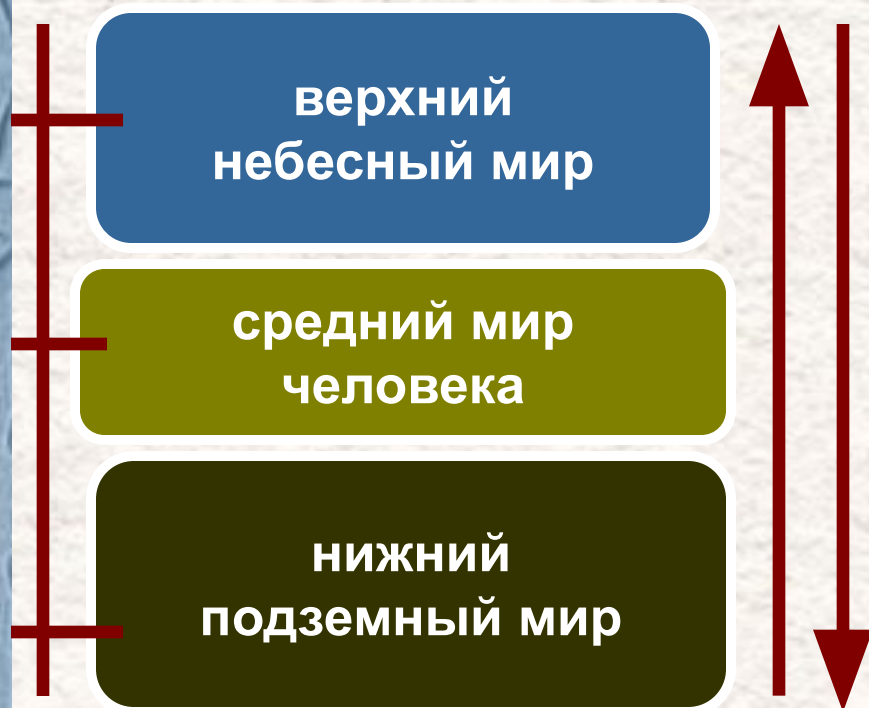 верхний
небесный мир
средний мир
человека
нижний
подземный мир